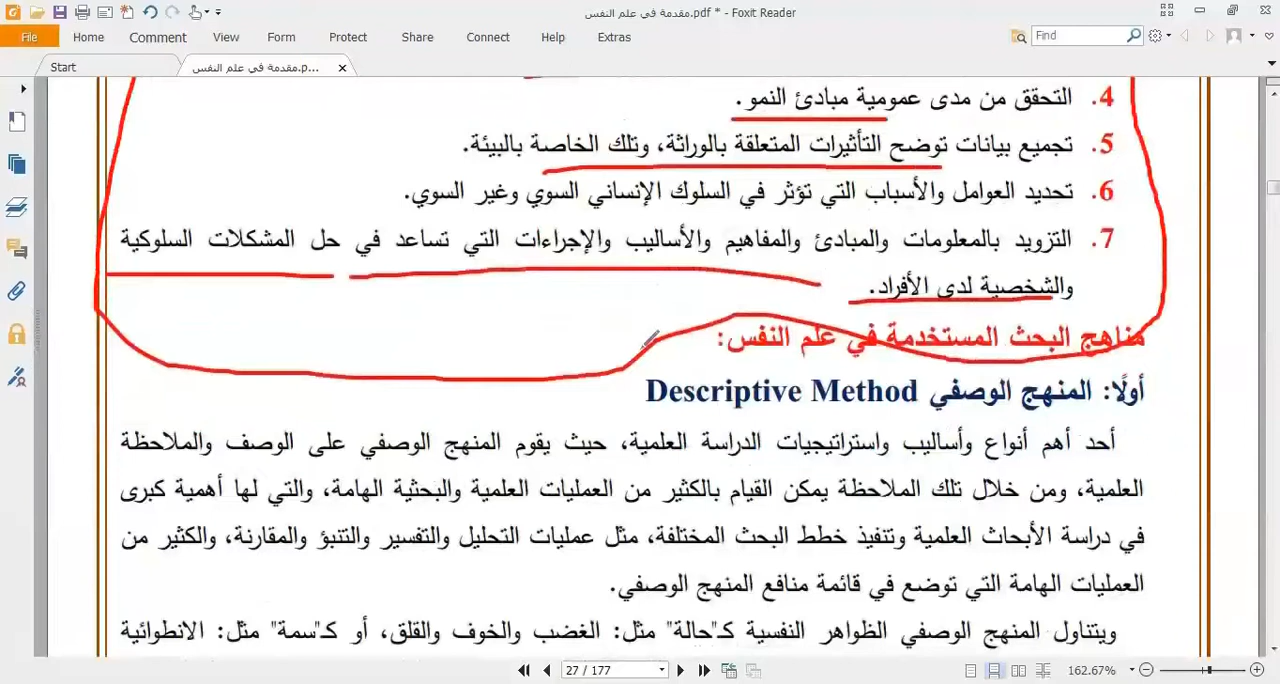 مقدمة في علم النفس.pdf * - Foxit Reader
File Home Comment View Form Protect Share Connect Help Extras Find
Start مقدمة في علم النفس.p...
4. التحقق من مدى عمومية مبادئ النمو.
5. تجميع بيانات توضح التأثيرات المتعلقة بالوراثة، وتلك الخاصة بالبيئة.
6. تحديد العوامل والأسباب التي تؤثر في السلوك الإنساني السوي وغير السوي.
7. التزويد بالمعلومات والمبادئ والمفاهيم والأساليب والإجراءات التي تساعد في حل المشكلات السلوكية
والشخصية لدى الأفراد.
مناهج البحث المستخدمة في علم النفس:
أولًا: المنهج الوصفي Descriptive Method
أحد أهم أنواع وأساليب واستراتيجيات الدراسة العلمية، حيث يقوم المنهج الوصفي على الوصف والملاحظة
العلمية، ومن خلال تلك الملاحظة يمكن القيام بالكثير من العمليات العلمية والبحثية الهامة، والتي لها أهمية كبرى
في دراسة الأبحاث العلمية وتنفيذ خطط البحث المختلفة، مثل عمليات التحليل والتفسير والتنبؤ والمقارنة، والكثير من
العمليات الهامة التي توضع في قائمة منافع المنهج الوصفي.
ويتناول المنهج الوصفي الظواهر النفسية كـ"حالة" مثل: الغضب والخوف والقلق، أو كـ"سمة" مثل: الانطوائية
27 / 177 162.67%